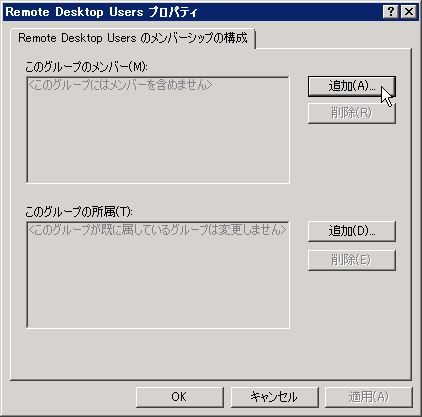 Remote Desktop Users プロパティ
Remote Desktop Users のメンバーシップの構成
このグループのメンバー(M):
<このグループにはメンバーを含めません>
追加(A)...
削除(R)
このグループの所属(T):
<このグループが既に属しているグループは変更しません>
追加(D)...
削除(E)
OK
キャンセル
適用(A)